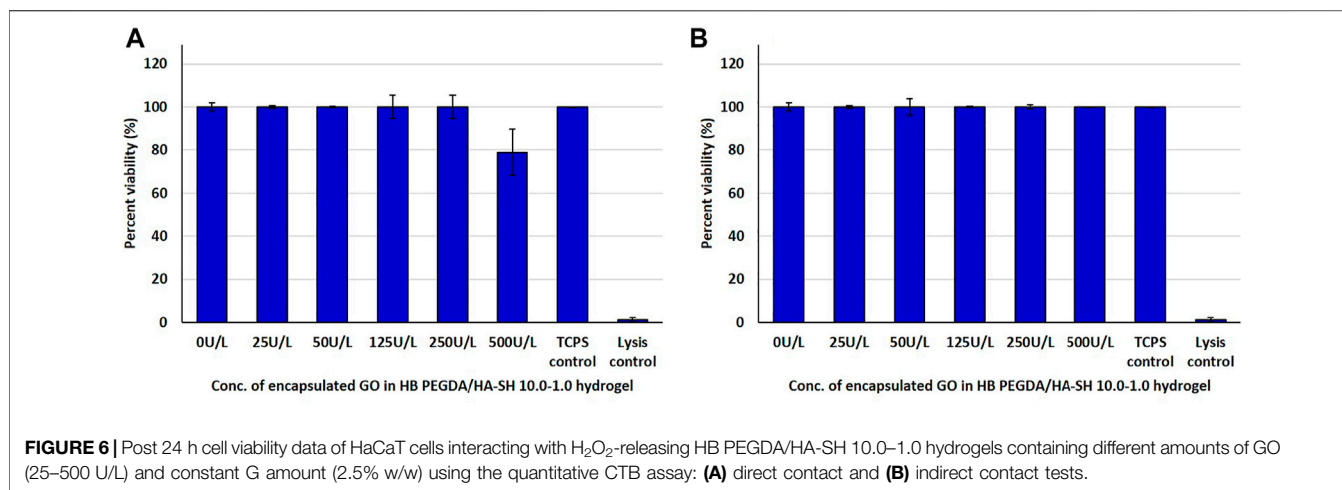 A
120
100
80
60
40
20
0
Percent viability (%)
0U/L 25U/L 50U/L 125U/L 250U/L 500U/L TCPS control Lysis control
Conc. of encapsulated GO in HB PEGDA/HA-SH 10.0-1.0 hydrogel
B
120
100
80
60
40
20
0
Percent viability (%)
0U/L 25U/L 50U/L 125U/L 250U/L 500U/L TCPS control Lysis control
Conc. of encapsulated GO in HB PEGDA/HA-SH 10.0-1.0 hydrogel
FIGURE 6 | Post 24 h cell viability data of HaCaT cells interacting with H₂O₂-releasing HB PEGDA/HA-SH 10.0–1.0 hydrogels containing different amounts of GO
(25–500 U/L) and constant G amount (2.5% w/w) using the quantitative CTB assay: (A) direct contact and (B) indirect contact tests.